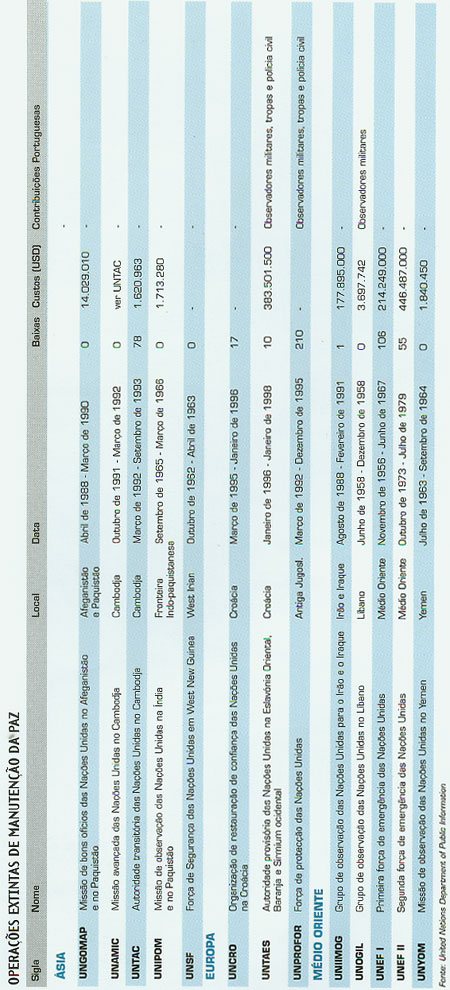 OPERAÇÕES EXTINTAS DE MANUTENÇÃO DA PAZ
Sigla Nome Local Data Baixas Custos (USD) Contribuições Portuguesas
ÁSIA -
UNGOMAP Missão de bons ofícios das Nações Unidas no Afeganistão e no Paquistão Afeganistão e Paquistão Abril de 1988 - Março de 1990 0 14.029.010 -
UNAMIC Missão avançada das Nações Unidas no Cambodja Cambodja Outubro de 1991 - Março de 1992 0 ver UNTAC -
UNTAC Autoridade transitória das Nações Unidas no Cambodja Cambodja Março de 1992 - Setembro de 1993 78 1.620.963 -
UNIPOM Missão de observação das Nações Unidas na Índia e no Paquistão Fronteira Indo-paquistanesa Setembro de 1965 - Março de 1966 0 1.713.280 -
UNSF Força de Segurança das Nações Unidas em West New Guinea West Irian Outubro de 1962 - Abril de 1963 0 - -
EUROPA
UNCRO Organização de restauração de confiança das Nações Unidas na Croácia Croácia Março de 1995 - Janeiro de 1996 17 - -
UNTAES Autoridade provisória das Nações Unidas na Eslavónia Oriental, Baranja e Sirmium ocidental Croácia Janeiro de 1996 - Janeiro de 1998 10 383.501.500 Observadores militares, tropas e polícia civil
UNPROFOR Força de protecção das Nações Unidas Antiga Jugosl. Março de 1992 - Dezembro de 1995 210 - Observadores militares, tropas e polícia civil
MÉDIO ORIENTE
UNIIMOG Grupo de observação das Nações Unidas para o Irão e o Iraque Irão e Iraque Agosto de 1988 - Fevereiro de 1991 1 177.895.000 -
UNOGIL Grupo de observação das Nações Unidas no Líbano Líbano Junho de 1958 - Dezembro de 1958 0 3.697.742 Observadores militares
UNEF I Primeira força de emergência das Nações Unidas Médio Oriente Novembro de 1956 - Junho de 1967 106 214.249.000 -
UNEF II Segunda força de emergência das Nações Unidas Médio Oriente Outubro de 1973 - Julho de 1979 55 446.487.000 -
UNYOM Missão de observação das Nações Unidas no Yemen Yemen Julho de 1963 - Setembro de 1964 0 1.840.450 -
Fonte: United Nations Department of Public Information